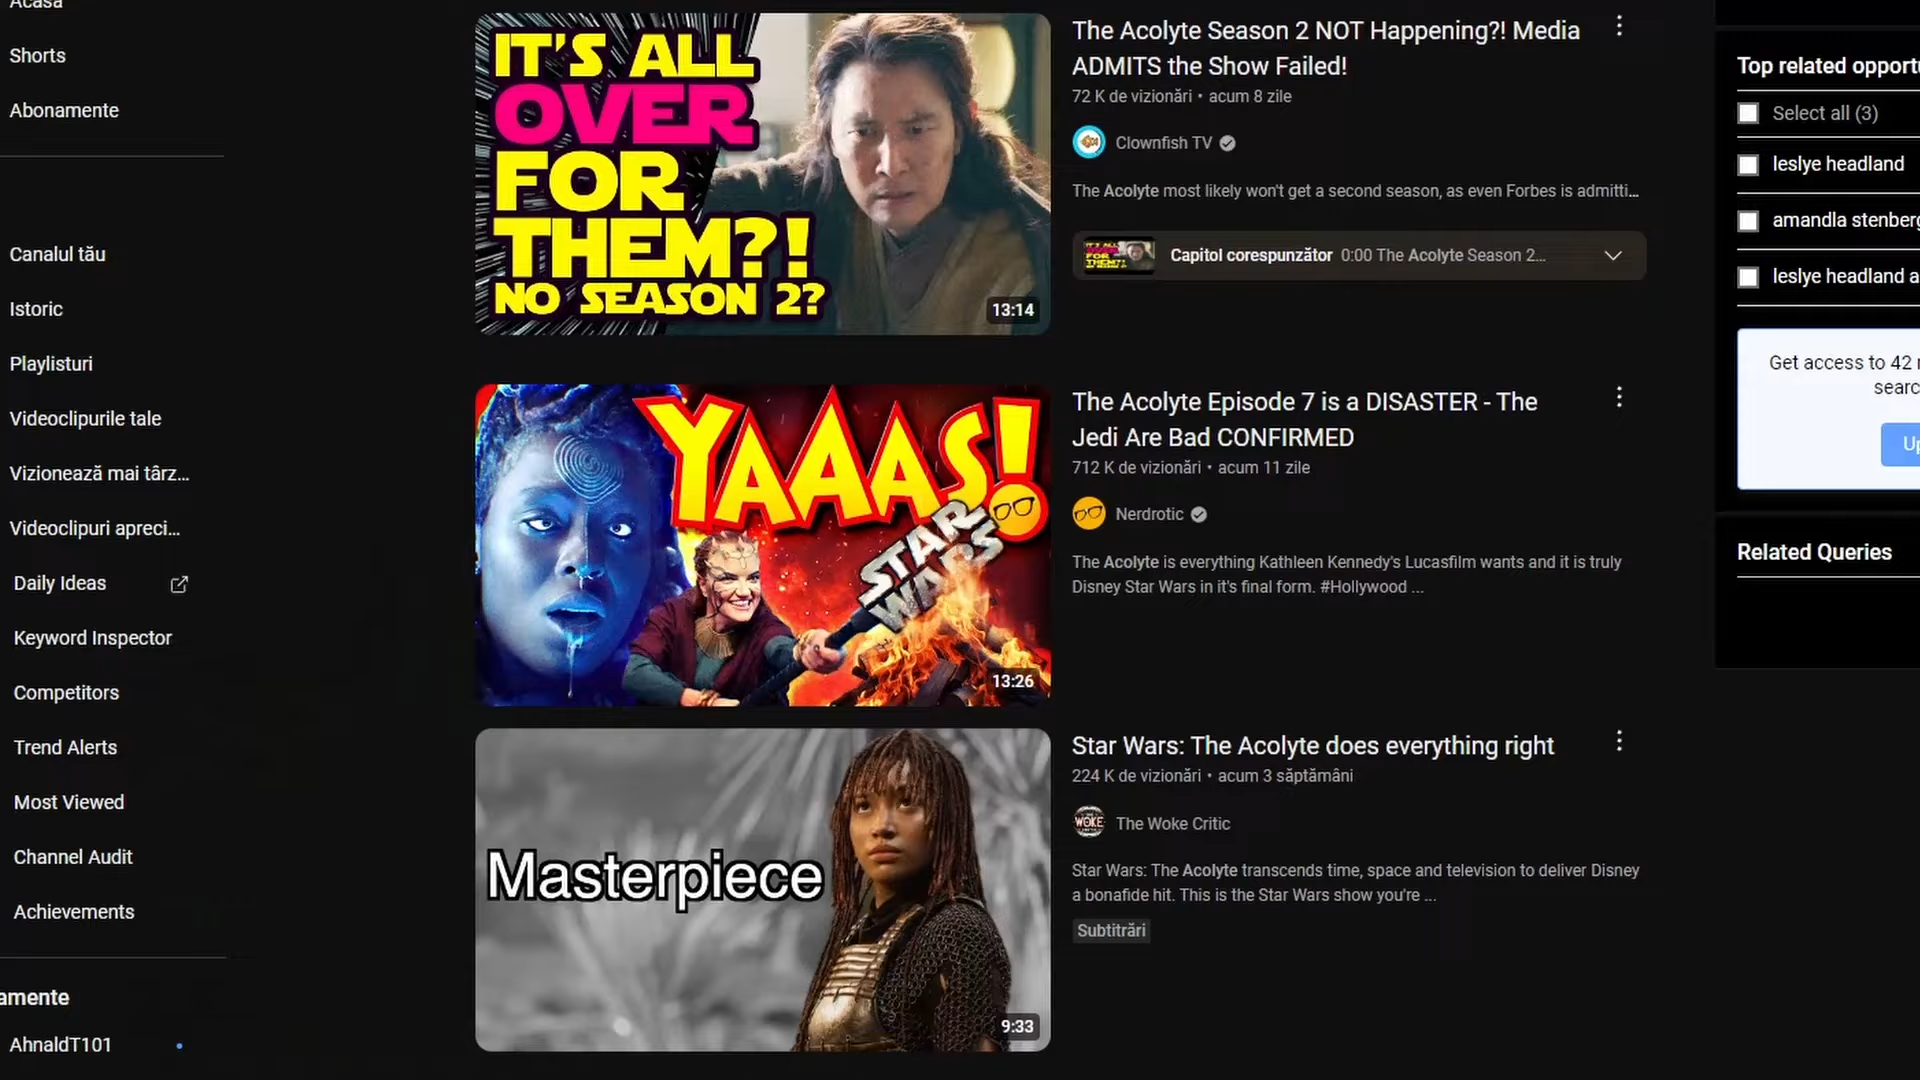 Acasă
Shorts
Abonamente
Canalul tău
Istoric
Playlisturi
Videoclipurile tale
Vizionează mai târz...
Videoclipuri apreci...
Daily Ideas
Keyword Inspector
Competitors
Trend Alerts
Most Viewed
Channel Audit
Achievements
amente
AhnaldT101
IT'S ALL
OVER
FOR
THEM?!
NO SEASON 2?
13:14
The Acolyte Season 2 NOT Happening?! Media
ADMITS the Show Failed!
72 K de vizionări • acum 8 zile
Clownfish TV
The Acolyte most likely won't get a second season, as even Forbes is admitti...
IT'S ALL
OVER
FOR
THEM?!
Capitol corespunzător 0:00 The Acolyte Season 2...
YAAAS!
STAR
WARS
13:26
The Acolyte Episode 7 is a DISASTER - The
Jedi Are Bad CONFIRMED
712 K de vizionări • acum 11 zile
Nerdrotic
The Acolyte is everything Kathleen Kennedy's Lucasfilm wants and it is truly
Disney Star Wars in it's final form. #Hollywood ...
Masterpiece
9:33
Star Wars: The Acolyte does everything right
224 K de vizionări • acum 3 săptămâni
WOKE
The Woke Critic
Star Wars: The Acolyte transcends time, space and television to deliver Disney
a bonafide hit. This is the Star Wars show you're ...
Subtitrări
Top related opportu
Select all (3)
leslye headland
amandla stenberg
leslye headland a
Get access to 42
searc
Up
Related Queries